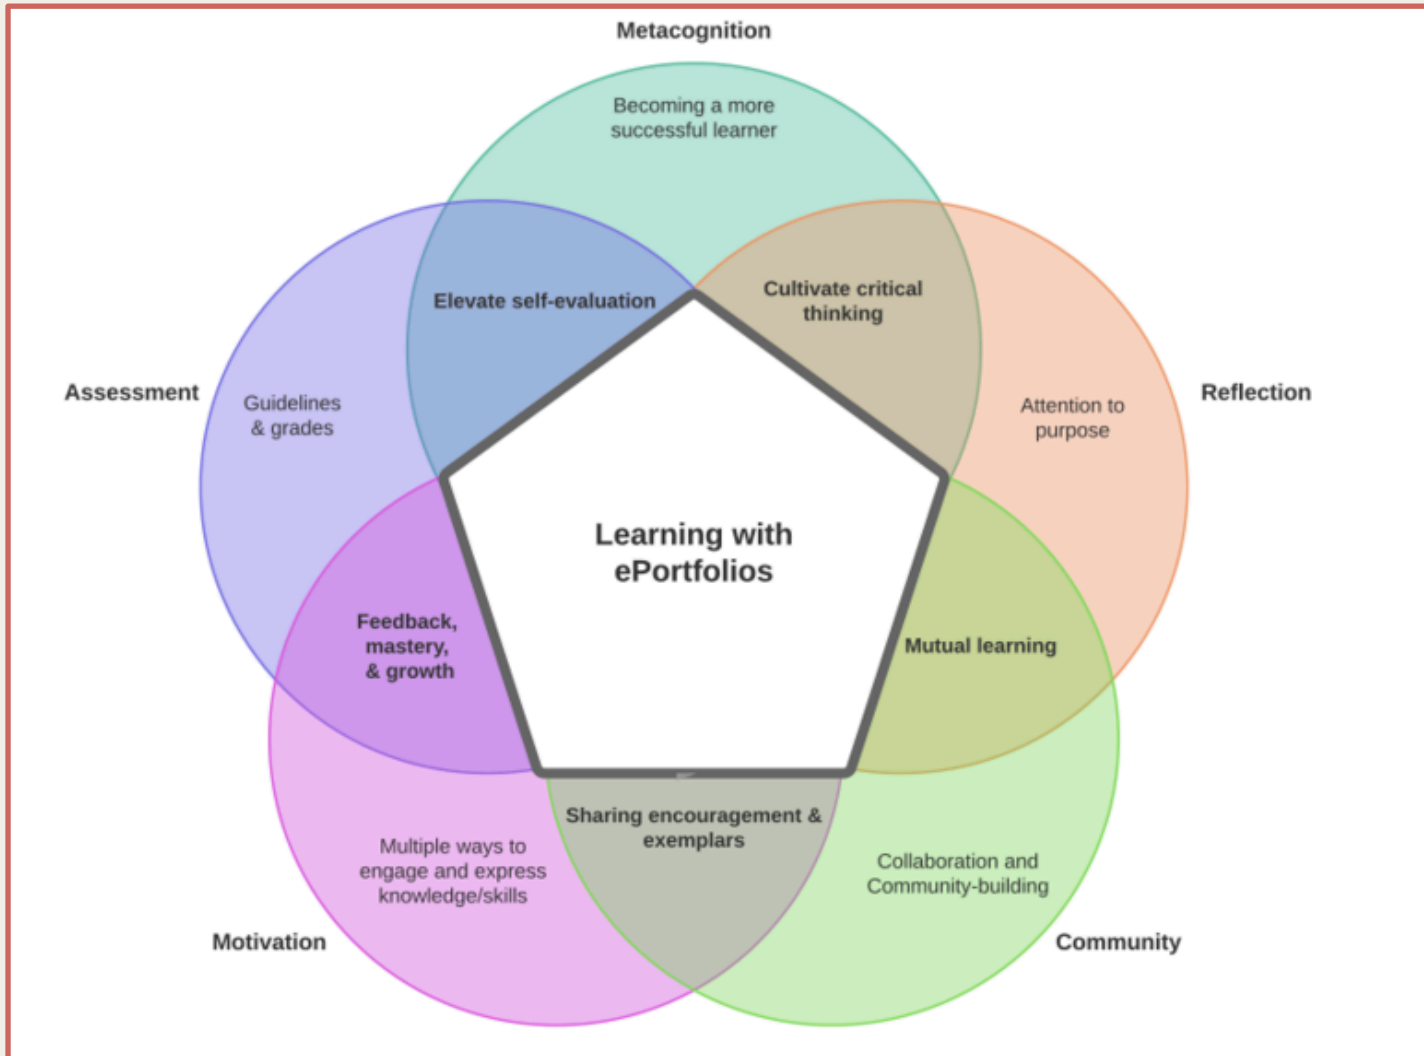 Metacognition
Becoming a more
successful learner
Elevate self-evaluation
Cultivate critical
thinking
Assessment
Guidelines
& grades
Attention to
purpose
Reflection
Learning with
ePortfolios
Feedback,
mastery,
& growth
Mutual learning
Sharing encouragement &
exemplars
Multiple ways to
engage and express
knowledge/skills
Collaboration and
Community-building
Motivation
Community